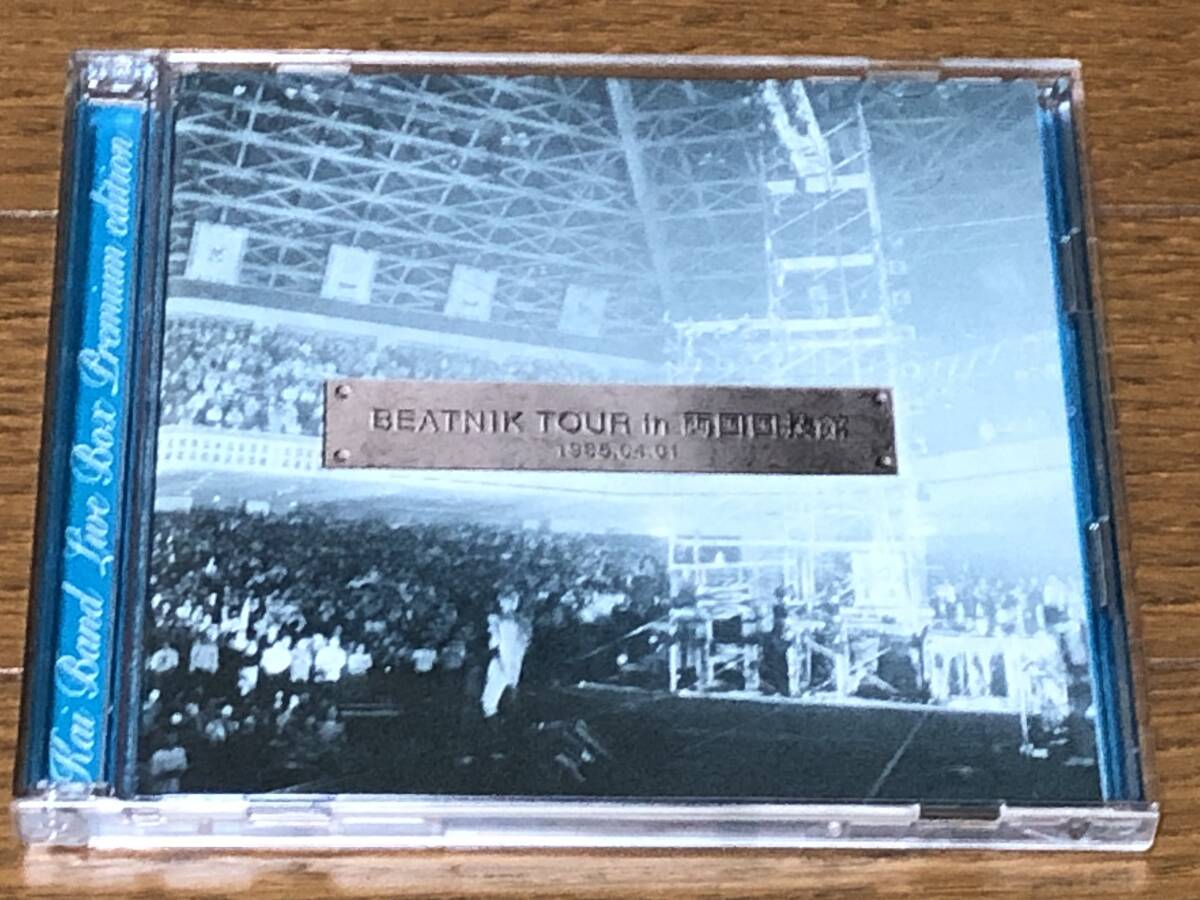 Kai Band Live Box Premium edition
BEATNIK TOUR in 両国国技館
1985.04.01